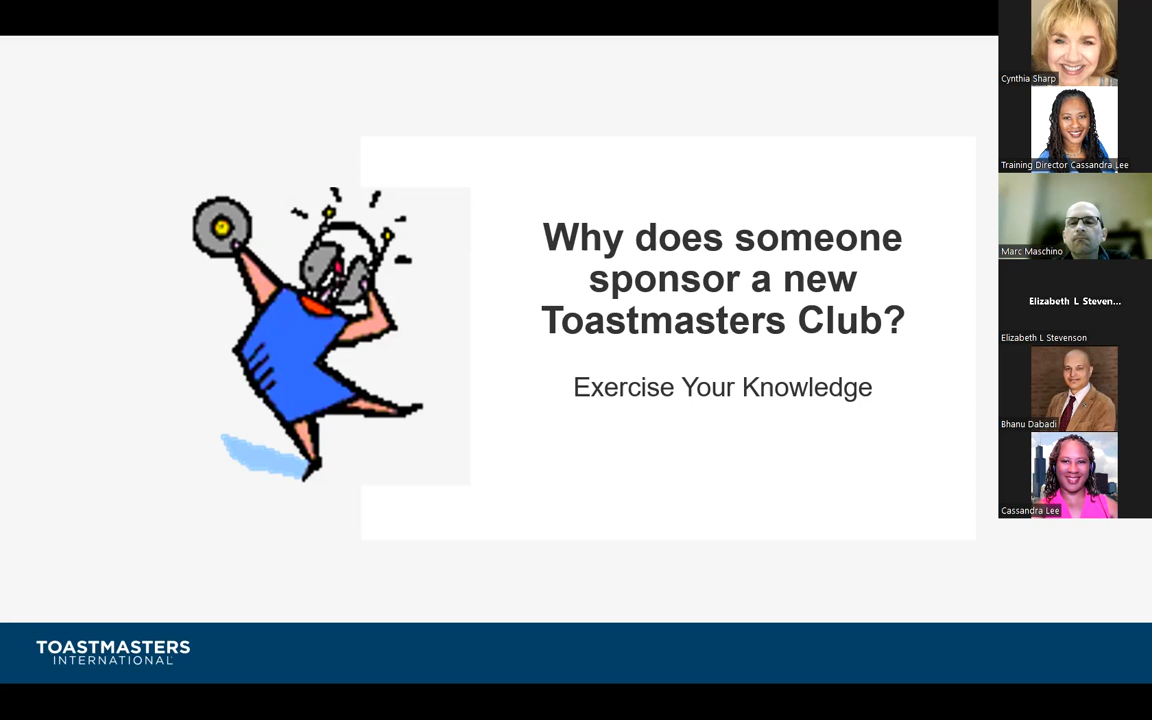 Why does someone
sponsor a new
Toastmasters Club?
Exercise Your Knowledge
TOASTMASTERS
INTERNATIONAL
Cynthia Sharp
Training Director Cassandra Lee
Marc Maschino
Elizabeth L Steven...
Elizabeth L Stevenson
Bhanu Dabadi
Cassandra Lee